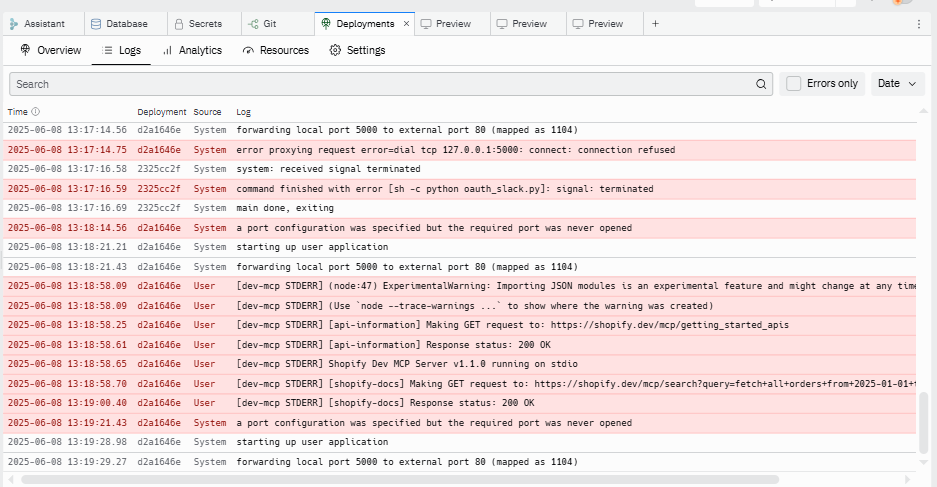 Assistant Database Secrets Git Deployments × Preview Preview Preview +
Overview Logs Analytics Resources Settings
Search Errors only Date
Time Deployment Source Log
2025-06-08 13:17:14.56 d2a1646e System forwarding local port 5000 to external port 80 (mapped as 1104)
2025-06-08 13:17:14.75 d2a1646e System error proxying request error=dial tcp 127.0.0.1:5000: connect: connection refused
2025-06-08 13:17:16.58 2325cc2f System system: received signal terminated
2025-06-08 13:17:16.59 2325cc2f System command finished with error [sh -c python oauth_slack.py]: signal: terminated
2025-06-08 13:17:16.69 2325cc2f System main done, exiting
2025-06-08 13:18:14.56 d2a1646e System a port configuration was specified but the required port was never opened
2025-06-08 13:18:21.21 d2a1646e System starting up user application
2025-06-08 13:18:21.43 d2a1646e System forwarding local port 5000 to external port 80 (mapped as 1104)
2025-06-08 13:18:58.09 d2a1646e User [dev-mcp STDERR] (node:47) ExperimentalWarning: Importing JSON modules is an experimental feature and might change at any time
2025-06-08 13:18:58.09 d2a1646e User [dev-mcp STDERR] (Use `node --trace-warnings ...` to show where the warning was created)
2025-06-08 13:18:58.25 d2a1646e User [dev-mcp STDERR] [api-information] Making GET request to: https://shopify.dev/mcp/getting_started_apis
2025-06-08 13:18:58.61 d2a1646e User [dev-mcp STDERR] [api-information] Response status: 200 OK
2025-06-08 13:18:58.65 d2a1646e User [dev-mcp STDERR] Shopify Dev MCP Server v1.1.0 running on stdio
2025-06-08 13:18:58.70 d2a1646e User [dev-mcp STDERR] [shopify-docs] Making GET request to: https://shopify.dev/mcp/search?query=fetch+all+orders+from+2025-01-01+
2025-06-08 13:19:00.40 d2a1646e User [dev-mcp STDERR] [shopify-docs] Response status: 200 OK
2025-06-08 13:19:21.43 d2a1646e System a port configuration was specified but the required port was never opened
2025-06-08 13:19:28.98 d2a1646e System starting up user application
2025-06-08 13:19:29.27 d2a1646e System forwarding local port 5000 to external port 80 (mapped as 1104)